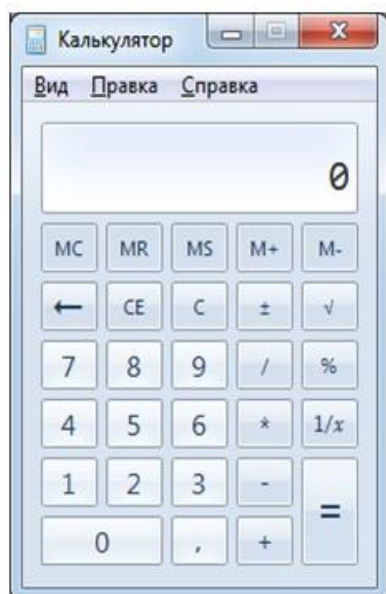 Калькулятор
Вид Правка Справка
0
MC MR MS M+ M-
← CE C ± √
7 8 9 / %
4 5 6 * 1/x
1 2 3 - =
0 , +